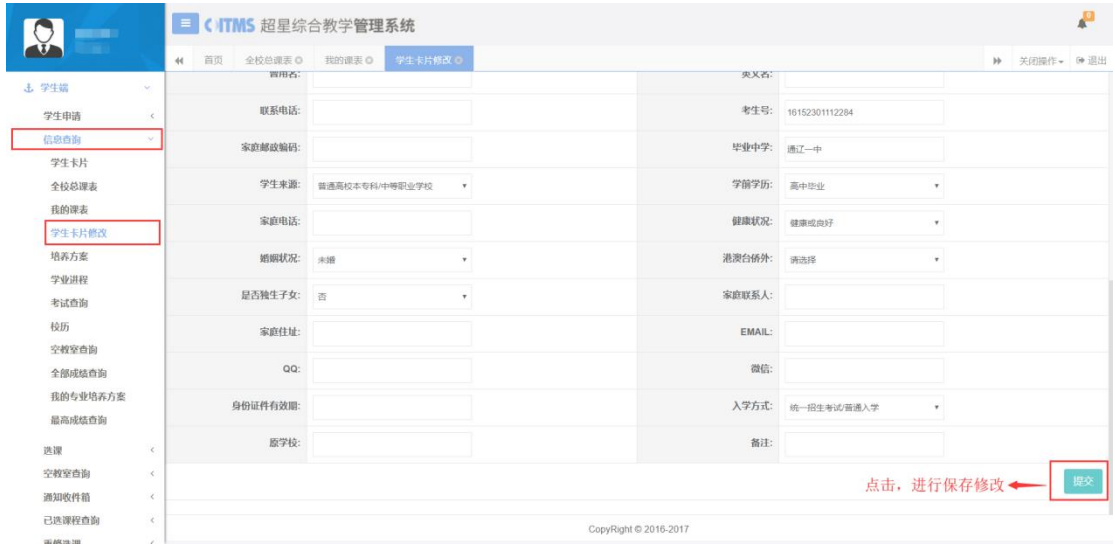 CITMS 超星综合教学管理系统
首页 全校总课表 我的课表 学生卡片修改 关闭操作 退出
学生端
学生申请
信息查询
学生卡片
全校总课表
我的课表
学生卡片修改
培养方案
学业进程
考试查询
校历
空教室查询
全部成绩查询
我的专业培养方案
最高成绩查询
选课
空教室查询
通知收件箱
已选课程查询
重修选课
曾用名: 英文名:
联系电话: 考生号: 16152301112284
家庭邮政编码: 毕业中学: 通辽一中
学生来源: 普通高校本专科/中等职业学校 学前学历: 高中毕业
家庭电话: 健康状况: 健康或良好
婚姻状况: 未婚 港澳台侨外: 请选择
是否独生子女: 否 家庭联系人:
家庭住址: EMAIL:
QQ: 微信:
身份证件有效期: 入学方式: 统一招生考试/普通入学
原学校: 备注:
点击，进行保存修改 提交
CopyRight © 2016-2017